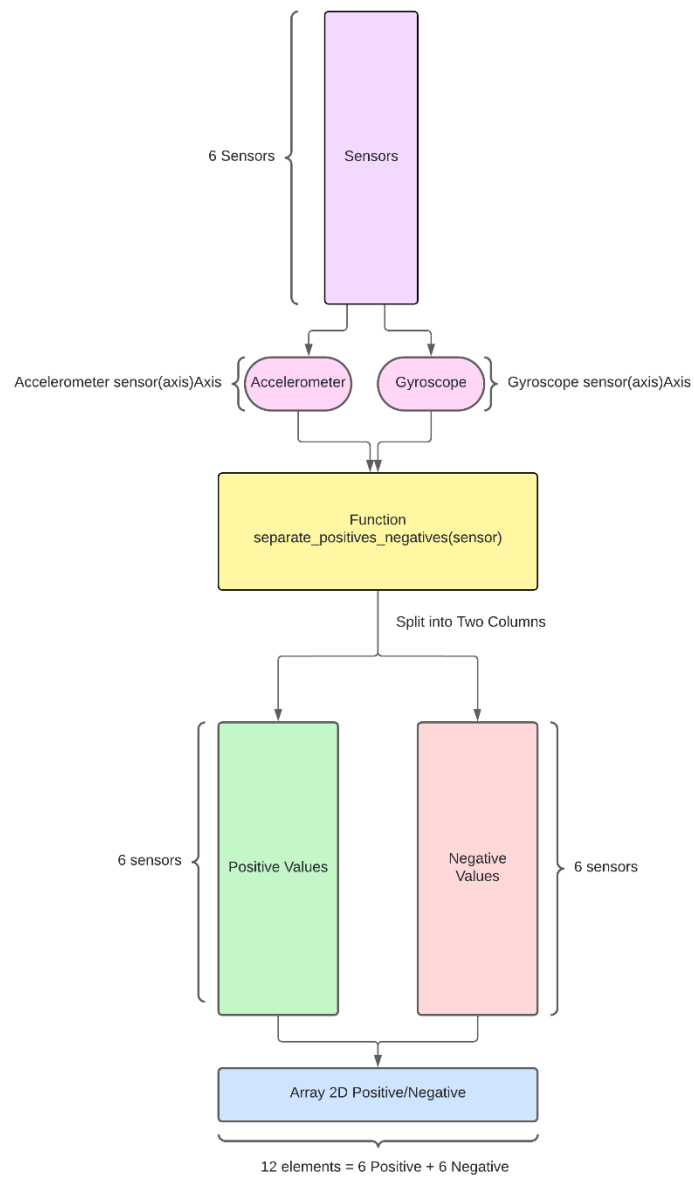 6 Sensors
Sensors
Accelerometer sensor(axis)Axis
Accelerometer
Gyroscope
Gyroscope sensor(axis)Axis
Function
separate_positives_negatives(sensor)
Split into Two Columns
6 sensors
Positive Values
Negative
Values
6 sensors
Array 2D Positive/Negative
12 elements = 6 Positive + 6 Negative